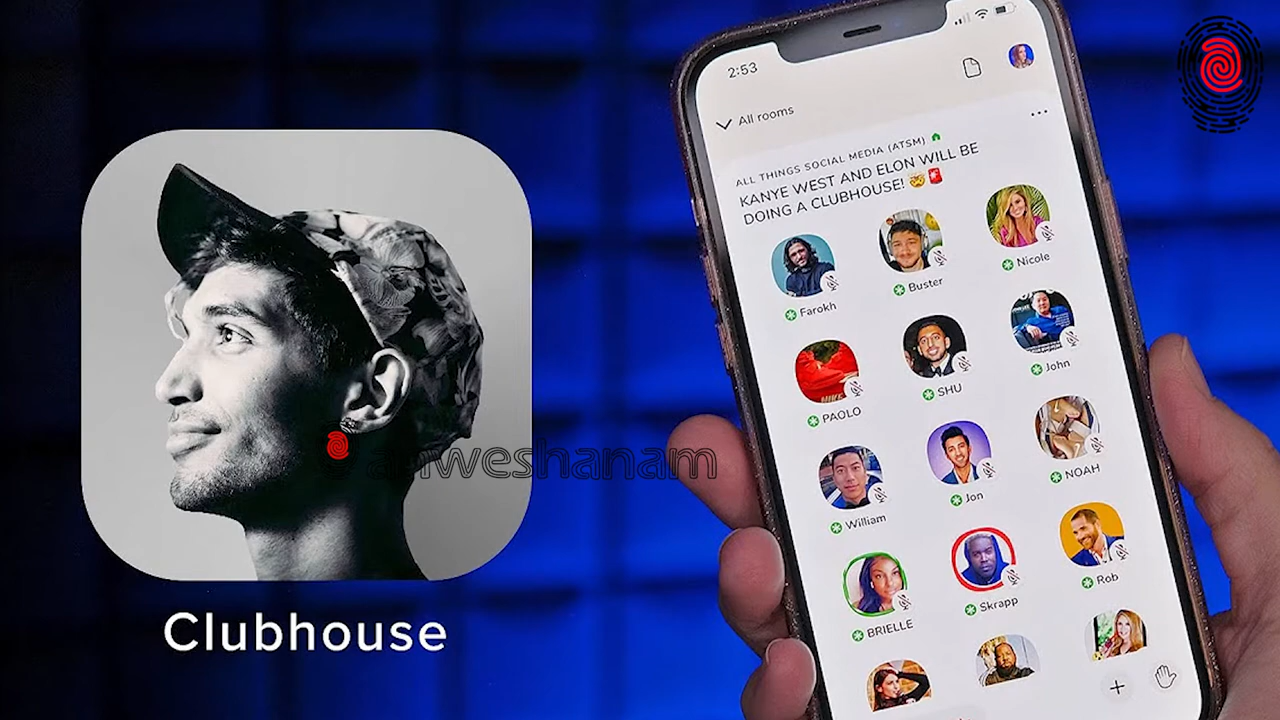 2:53
All rooms
ALL THINGS SOCIAL MEDIA (ATSM)
KANYE WEST AND ELON WILL BE
DOING A CLUBHOUSE! 🤯🧧
Farokh
Buster
Nicole
PAOLO
SHU
John
William
Jon
NOAH
BRIELLE
Skrapp
Rob
anweshanam
Clubhouse